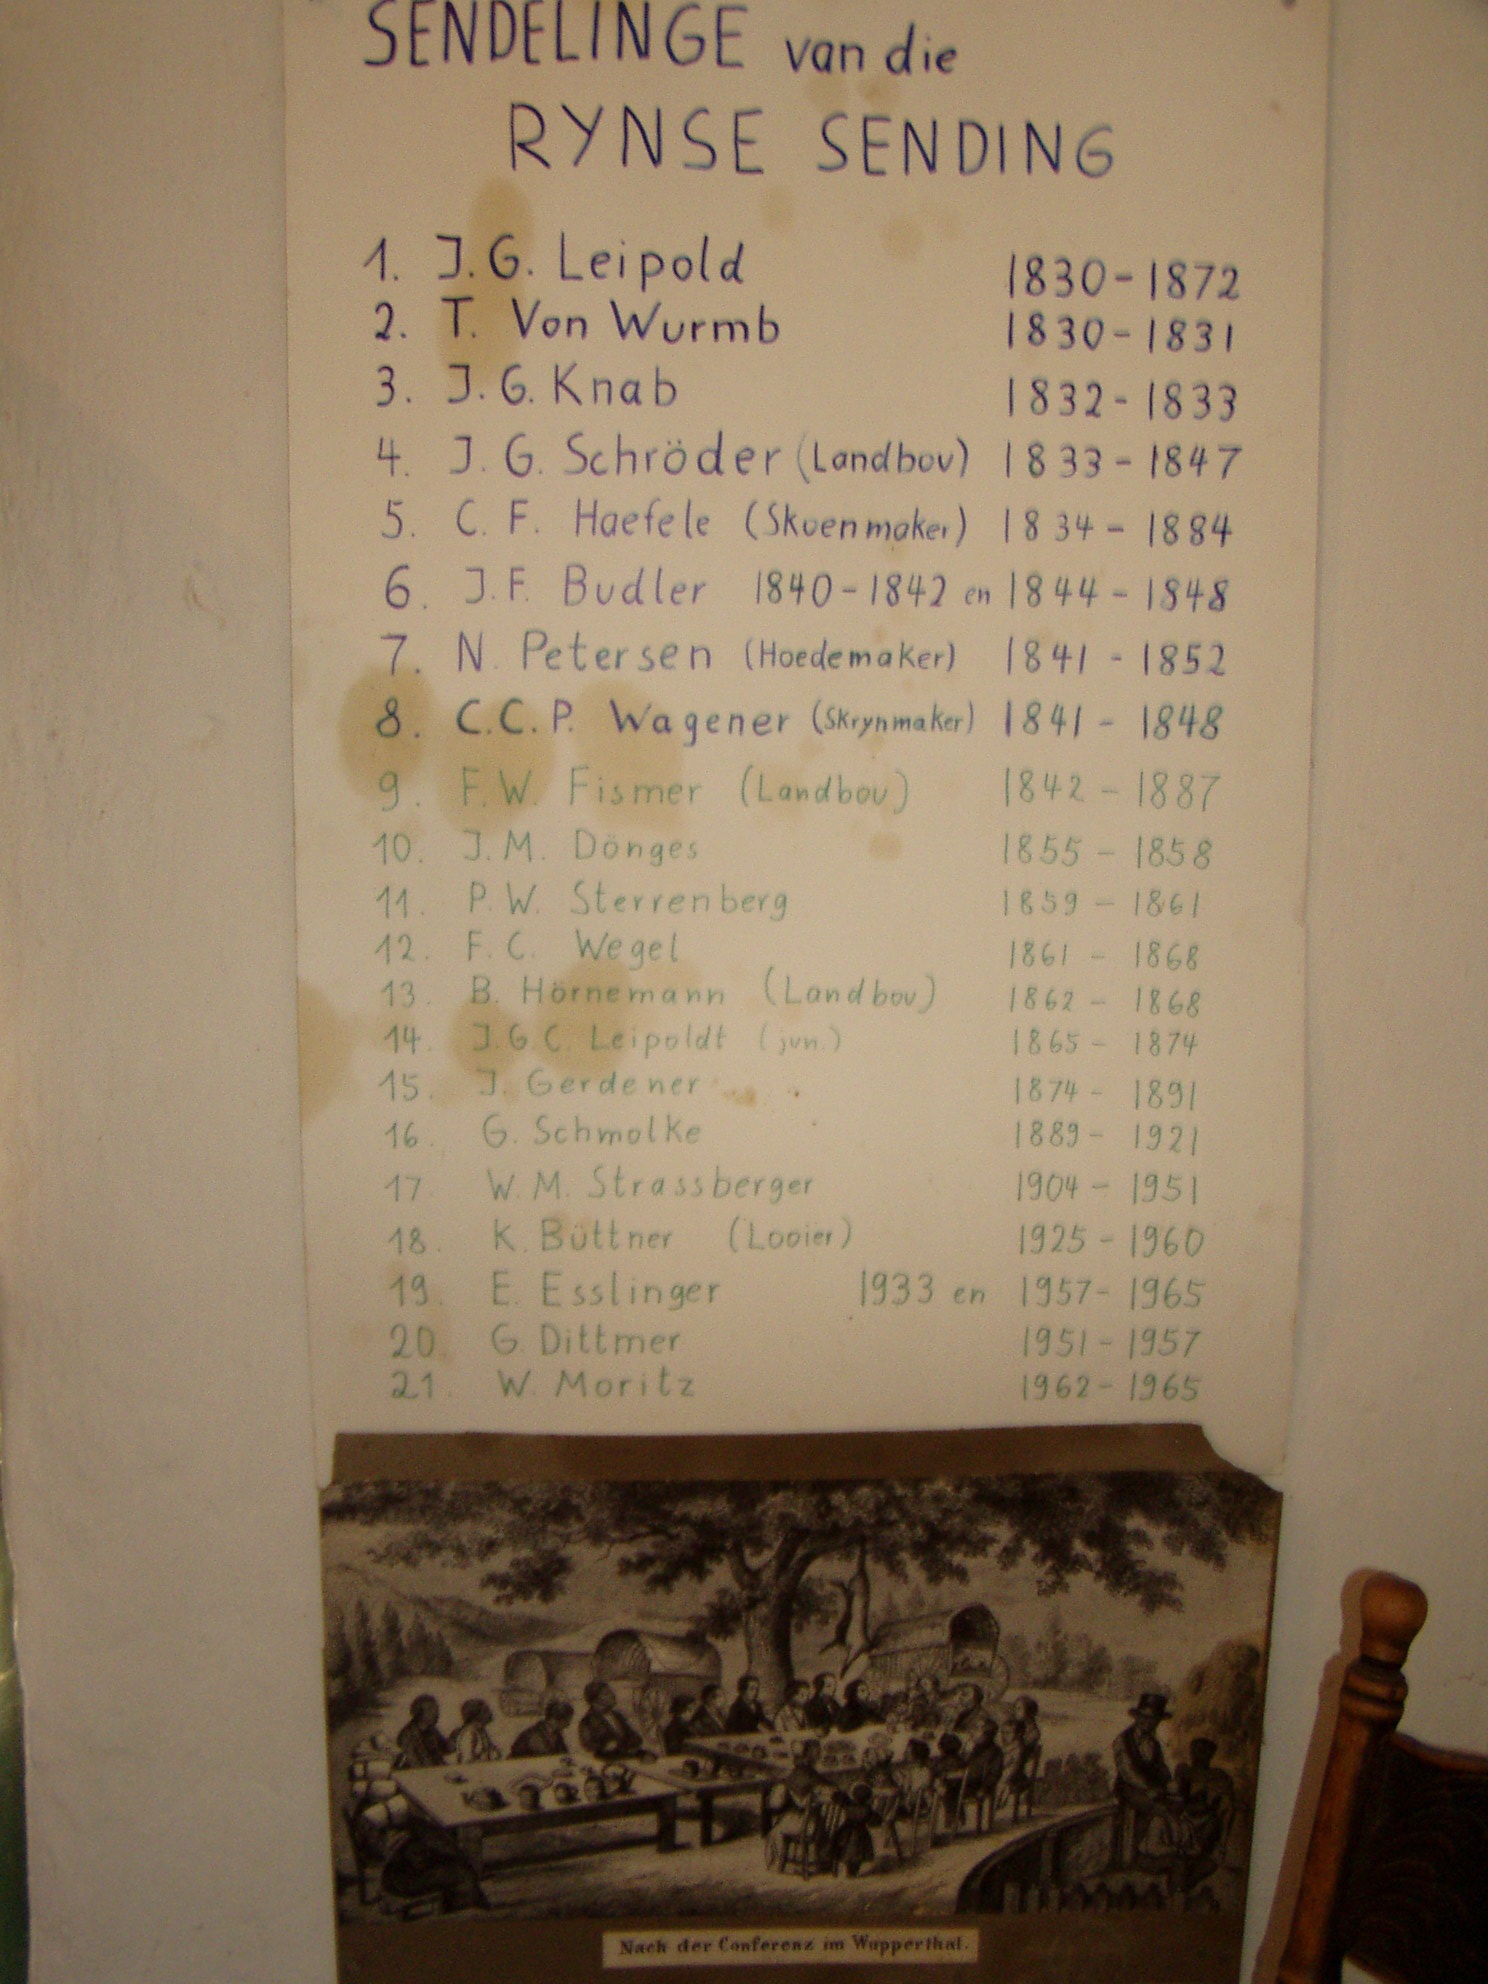 SENDELINGE van die
RYNSE SENDING
1. J.G. Leipold 1830-1872
2. T. Von Wurmb 1830-1831
3. J.G. Knab 1832-1833
4. J.G. Schröder (Landbou) 1833-1847
5. C.F. Haefele (Skoenmaker) 1834-1884
6. J.F. Budler 1840-1842 en 1844-1848
7. N. Petersen (Hoedemaker) 1841-1852
8. C.C.P. Wagener (Skrynmaker) 1841-1848
9. F.W. Fismer (Landbou) 1842-1887
10. J.M. Dönges 1855-1858
11. P.W. Sterrenberg 1859-1861
12. F.C. Wegel 1861-1868
13. B. Hörnemann (Landbou) 1862-1868
14. J.G.C. Leipoldt (jun.) 1865-1874
15. J. Gerdener 1874-1891
16. G. Schmolke 1889-1921
17. W.M. Strassberger 1904-1951
18. K. Büttner (Looier) 1925-1960
19. E. Esslinger 1933 en 1957-1965
20. G. Dittmer 1951-1957
21. W. Moritz 1962-1965
Nach der Conferenz im Wupperthal.